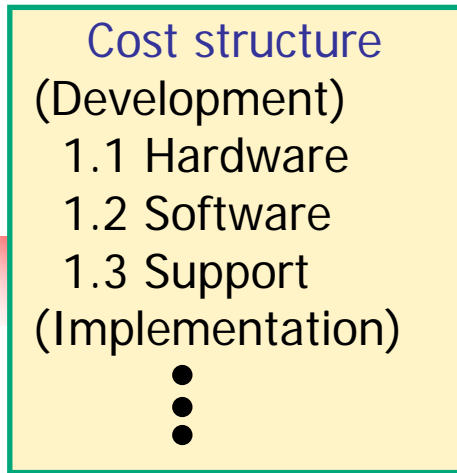 Cost structure
(Development)
1.1 Hardware
1.2 Software
1.3 Support
(Implementation)